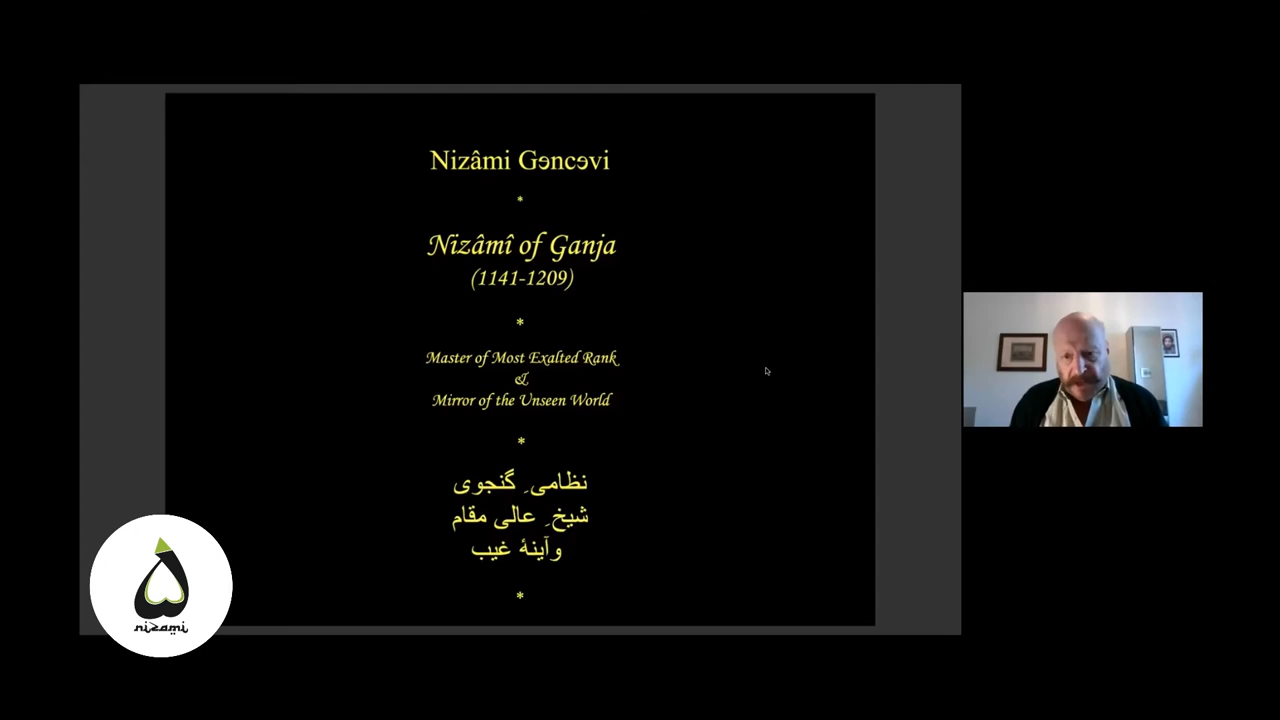 Nizâmi Gəncəvi
*
Nizâmî of Ganja
(1141-1209)
*
Master of Most Exalted Rank
&
Mirror of the Unseen World
*
نظامی ِ گنجوی
شیخ ِ عالی مقام
وآینهٔ غیب
*
nizami